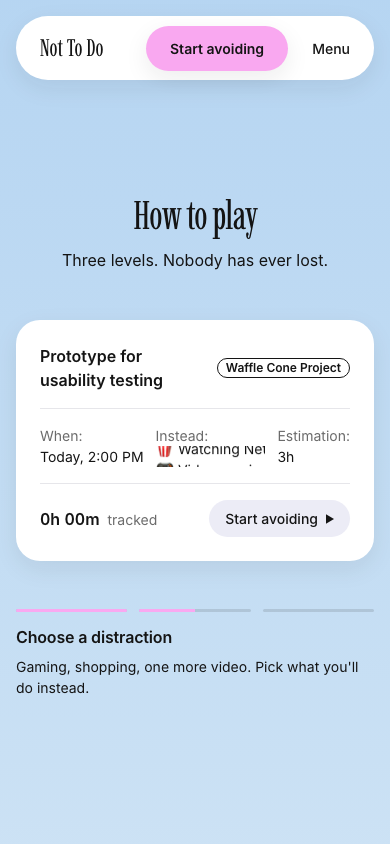 Not To Do
Start avoiding
Menu
How to play
Three levels. Nobody has ever lost.
Prototype for
usability testing
Waffle Cone Project
When:
Instead:
Estimation:
Today, 2:00 PM
Watching Net
3h
0h 00m tracked
Start avoiding
Choose a distraction
Gaming, shopping, one more video. Pick what you'll
do instead.